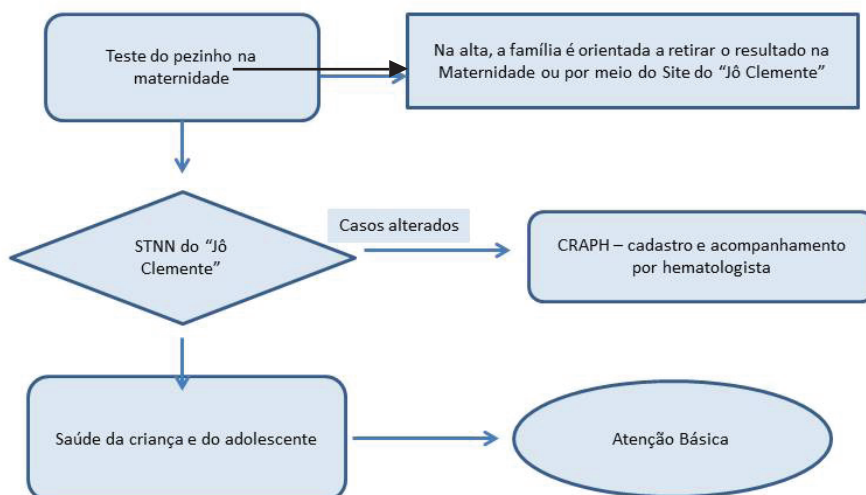 Teste do pezinho na
maternidade
Na alta, a família é orientada a retirar o resultado na
Maternidade ou por meio do Site do “Jô Clemente”
STNN do “Jô
Clemente”
Casos alterados
CRAPH – cadastro e acompanhamento
por hematologista
Saúde da criança e do adolescente
Atenção Básica